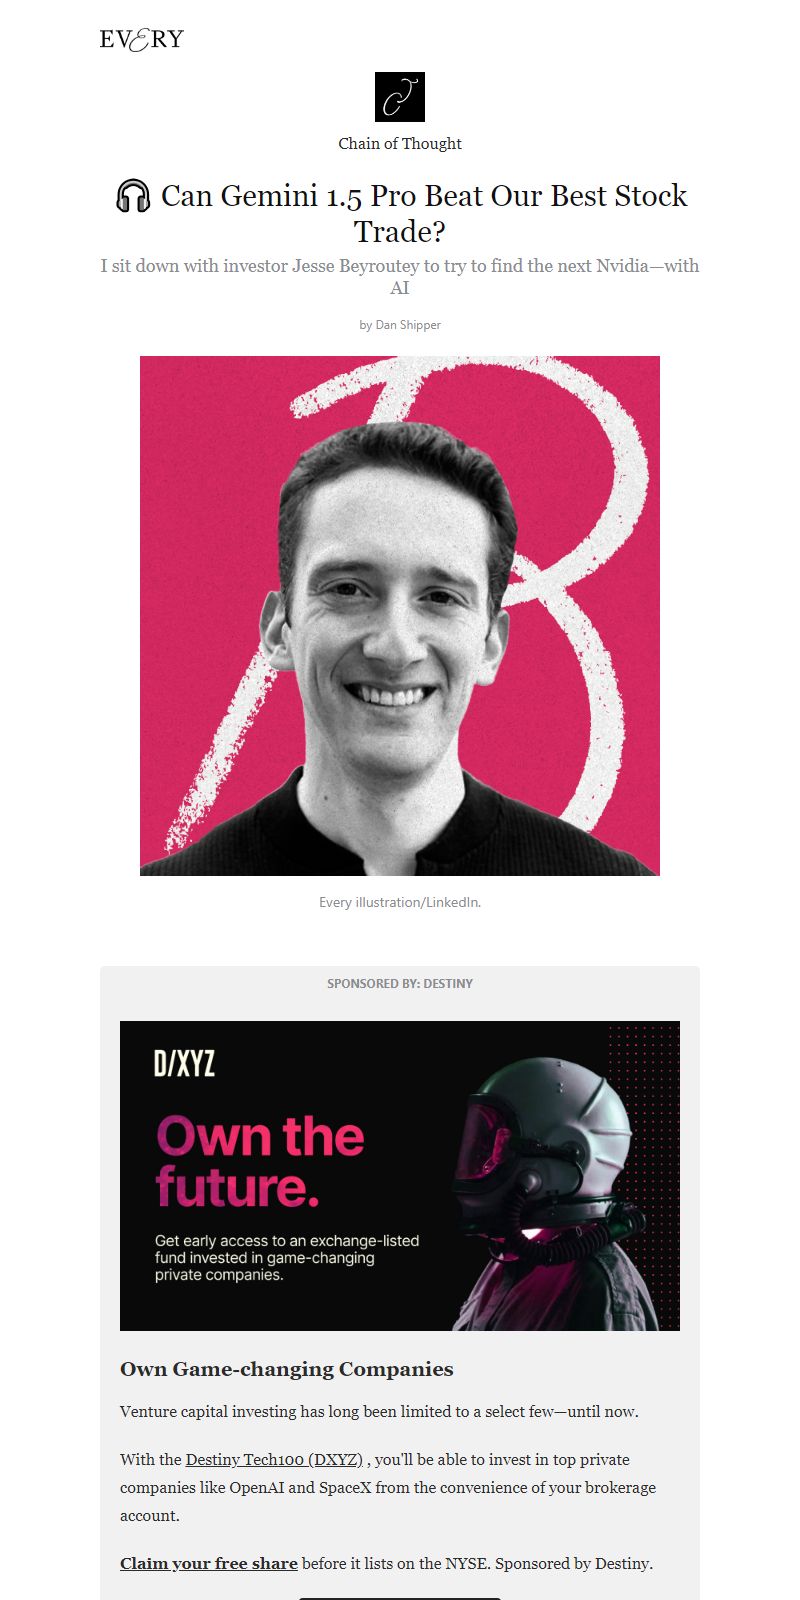 EVERY
Chain of Thought
🎧 Can Gemini 1.5 Pro Beat Our Best Stock
Trade?
I sit down with investor Jesse Beyroutey to try to find the next Nvidia—with
AI
by Dan Shipper
Every illustration/LinkedIn.
SPONSORED BY: DESTINY
D/XYZ
Own the
future.
Get early access to an exchange-listed
fund invested in game-changing
private companies.
Own Game-changing Companies
Venture capital investing has long been limited to a select few—until now.
With the Destiny Tech100 (DXYZ) , you'll be able to invest in top private
companies like OpenAI and SpaceX from the convenience of your brokerage
account.
Claim your free share before it lists on the NYSE. Sponsored by Destiny.